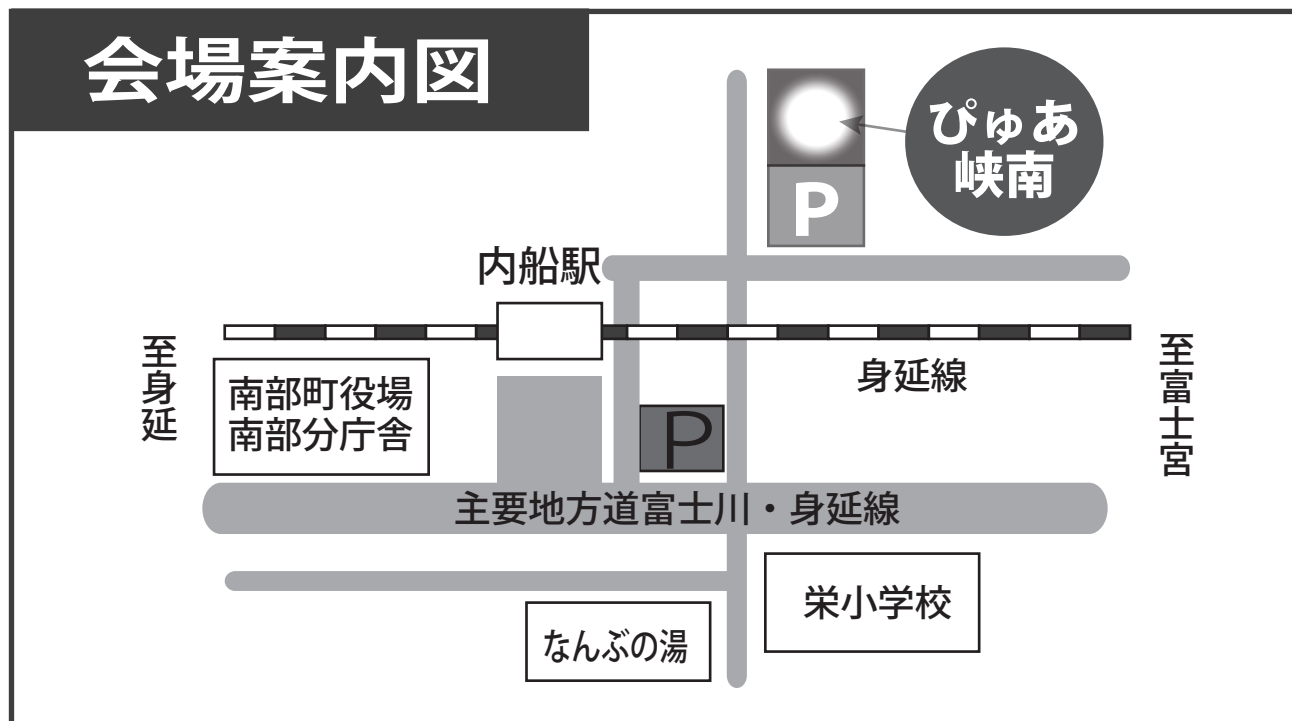 会場案内図
ぴゅあ
峡南
P
内船駅
至身延
身延線
至富士宮
南部町役場
南部分庁舎
P
主要地方道富士川・身延線
栄小学校
なんぶの湯